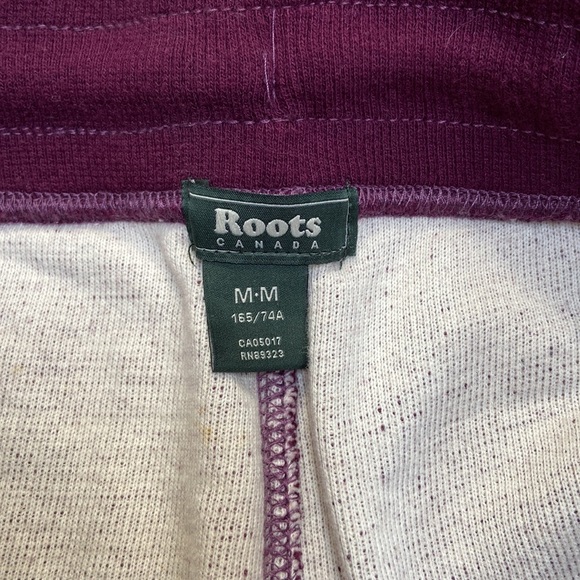 Roots
CANADA
M·M
165/74A
CA05017
RN89323